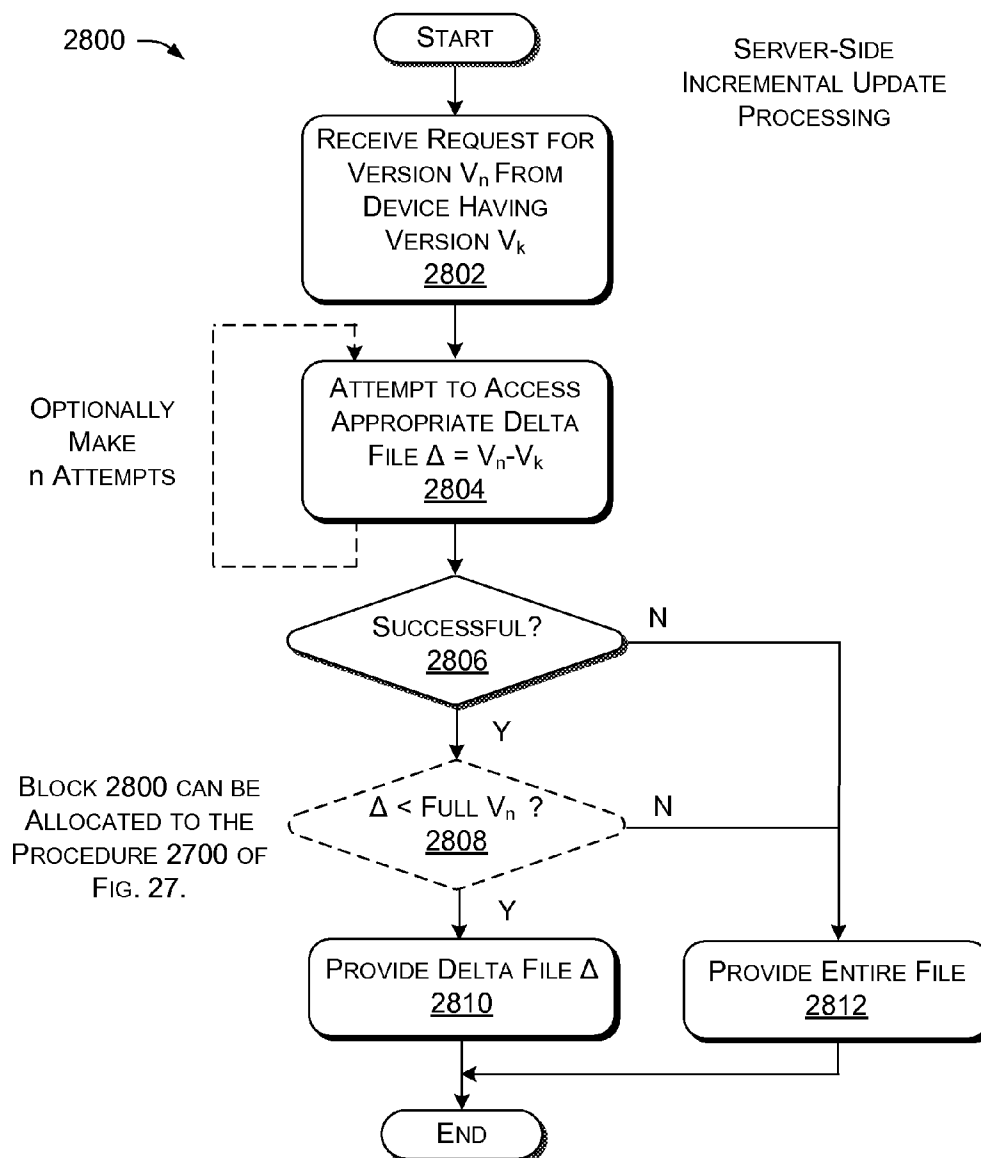 2800
START
SERVER-SIDE
INCREMENTAL UPDATE
PROCESSING
RECEIVE REQUEST FOR
VERSION Vn FROM
DEVICE HAVING
VERSION Vk
2802
OPTIONALLY
MAKE
n ATTEMPTS
ATTEMPT TO ACCESS
APPROPRIATE DELTA
FILE Δ = Vn-Vk
2804
SUCCESSFUL?
2806
N
Y
BLOCK 2800 CAN BE
ALLOCATED TO THE
PROCEDURE 2700 OF
FIG. 27.
Δ < FULL Vn ?
2808
N
Y
PROVIDE DELTA FILE Δ
2810
PROVIDE ENTIRE FILE
2812
END